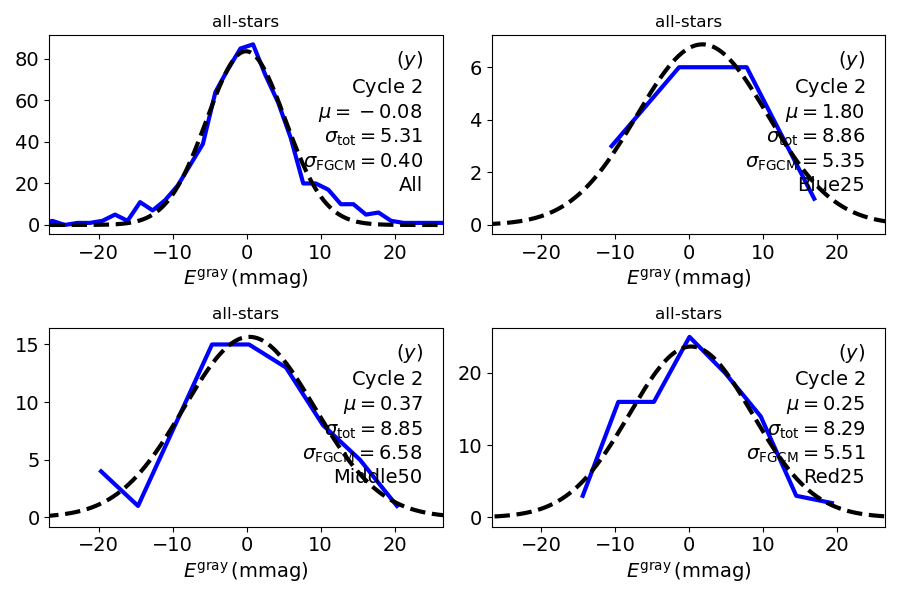 all-stars
80
60
40
20
0
(y)
Cycle 2
μ = −0.08
σtot = 5.31
σFGCM = 0.40
All
−20 −10 0 10 20
E^gray (mmag)
all-stars
6
4
2
0
(y)
Cycle 2
μ = 1.80
σtot = 8.86
σFGCM = 5.35
Blue25
−20 −10 0 10 20
E^gray (mmag)
all-stars
15
10
5
0
(y)
Cycle 2
μ = 0.37
σtot = 8.85
σFGCM = 6.58
Middle50
−20 −10 0 10 20
E^gray (mmag)
all-stars
20
10
0
(y)
Cycle 2
μ = 0.25
σtot = 8.29
σFGCM = 5.51
Red25
−20 −10 0 10 20
E^gray (mmag)